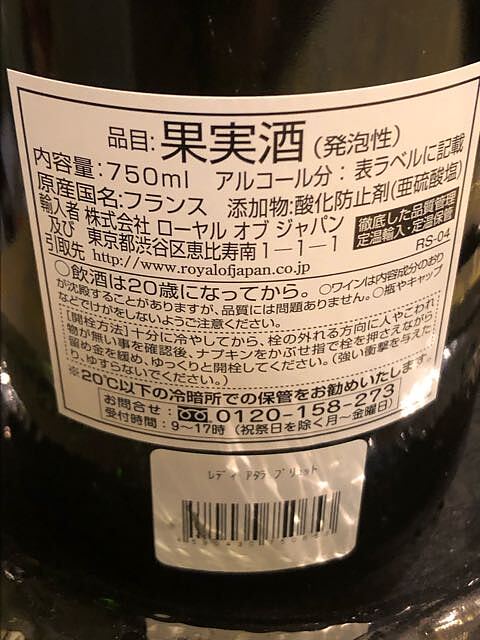 品目:果実酒(発泡性)
内容量:750ml アルコール分:表ラベルに記載
原産国名:フランス 添加物:酸化防止剤(亜硫酸塩)
輸入者 株式会社 ローヤル オブ ジャパン
及び 東京都渋谷区恵比寿南1-1-1
引取先 http://www.royalofjapan.co.jp
徹底した品質管理
定温輸入・定温保管
RS-04
○飲酒は20歳になってから。○ワインは内容成分のおり
が沈殿することがありますが、品質には問題ありません。○瓶やキャップ
などでけがをしないようご注意ください。
[開栓方法]十分に冷やしてから、栓の外れる方向に人やこわれ
物が無い事を確認後、ナプキンをかぶせ指で栓を押さえながら
留め金を緩め、ゆっくりと開栓してください。(強い衝撃を与えた
り、ゆすらないでください。)
※20℃以下の冷暗所での保管をお勧めいたします。
お問合せ: 0120-158-273
受付時間:9～17時(祝祭日を除く月～金曜日)
レディ アタラ ブリュット